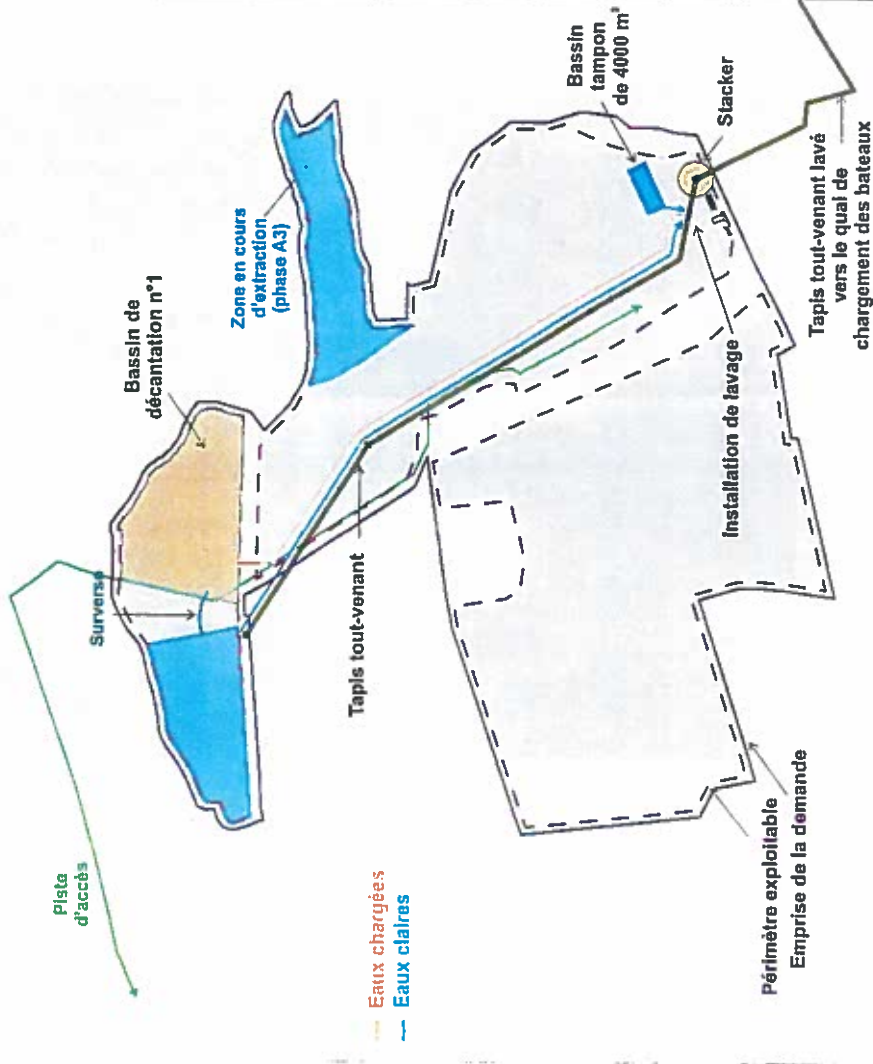 Piste
d'accès
Surverse
Bassin de
décantation n°1
Zone en cours
d'extraction
(phase A3)
Bassin
tampon
de 4000 m³
Stacker
Tapis tout-venant
Eaux chargées
Eaux claires
Installation de lavage
Tapis tout-venant lavé
vers le quai de
chargement des bateaux
Périmètre exploitable
Emprise de la demande